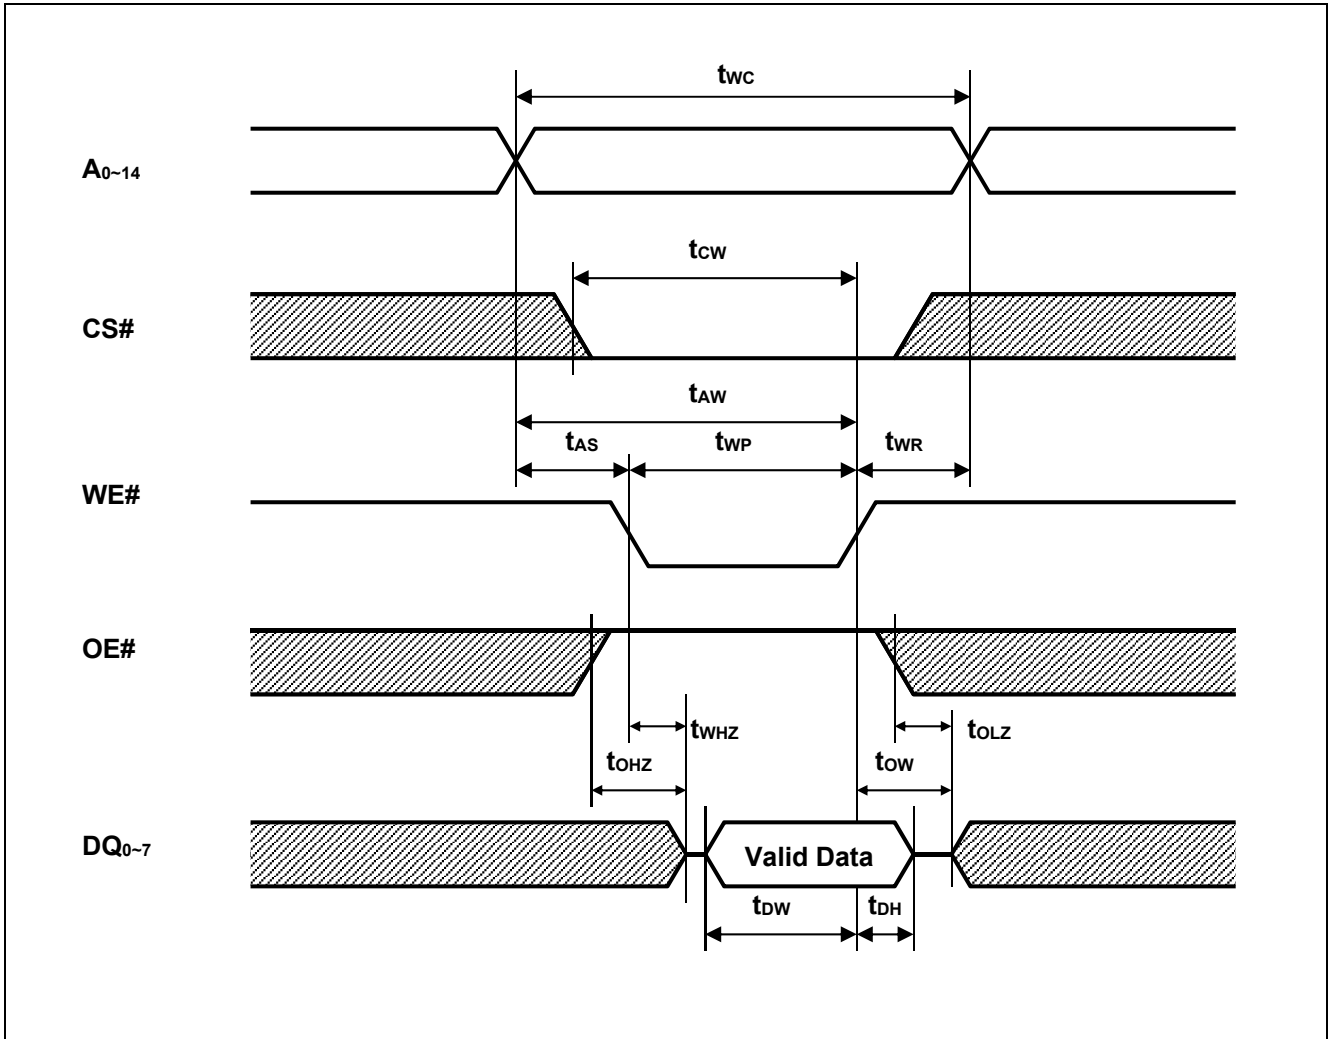 tWC
A0~14
tCW
CS#
tAW
tAS tWP tWR
WE#
OE#
tWHZ tOLZ
tOHZ tOW
DQ0~7 Valid Data
tDW tDH